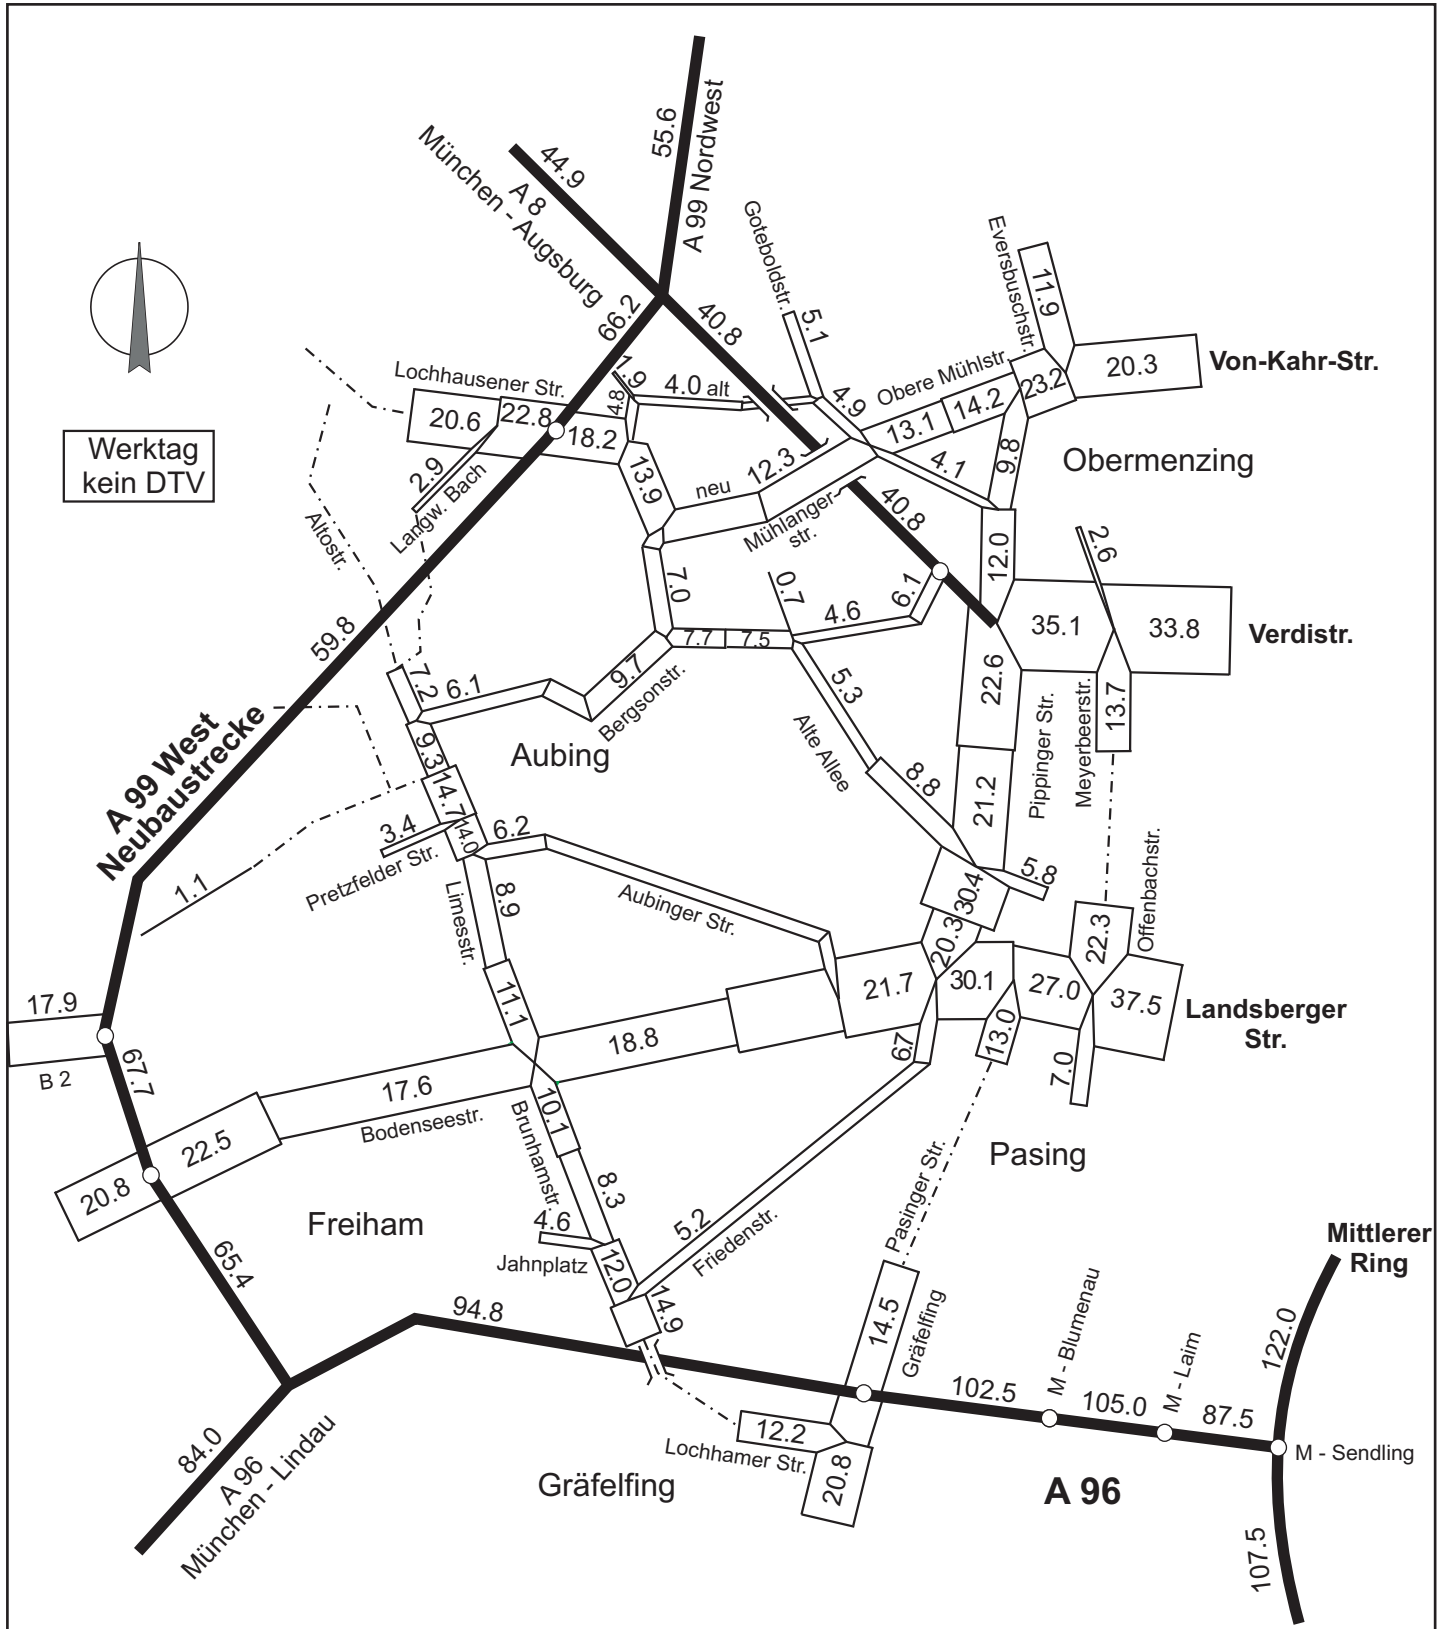 55.6
A 99 Nordwest
44.9
A 8
München - Augsburg
66.2
40.8
Goteboldstr.
5.1
Eversbuschstr.
11.9
20.3
Von-Kahr-Str.
Lochhausener Str.
20.6
22.8
18.2
1.9
4.8
4.0 alt
4.9
Obere Mühlstr.
13.1
14.2
23.2
Werktag
kein DTV
2.9
Langw. Bach
13.9
neu
12.3
Mühlanger-
str.
4.1
9.8
Obermenzing
40.8
Altostr.
59.8
7.0
0.7
4.6
6.1
12.0
2.6
35.1
33.8
Verdistr.
7.2
6.1
9.7
7.7
7.5
Bergsonstr.
5.3
22.6
Pippinger Str.
Meyerbeerstr.
13.7
A 99 West
Neubaustrecke
9.3
Aubing
Alte Allee
8.8
21.2
14.7
14.0
3.4
Pretzfelder Str.
6.2
1.1
8.9
Limesstr.
Aubinger Str.
30.4
5.8
22.3
Offenbachstr.
20.3
21.7
30.1
27.0
37.5
Landsberger
Str.
17.9
B 2
67.7
11.1
18.8
6.7
13.0
7.0
17.6
Bodenseestr.
10.1
Brunhamstr.
22.5
20.8
Pasing
Pasinger Str.
Freiham
8.3
4.6
Jahnplatz
12.0
5.2
Friedenstr.
65.4
14.9
94.8
14.5
Gräfelfing
Mittlerer
Ring
122.0
M - Blumenau
M - Laim
102.5
105.0
87.5
M - Sendling
84.0
A 96
München - Lindau
12.2
Lochhamer Str.
20.8
Gräfelfing
A 96
107.5